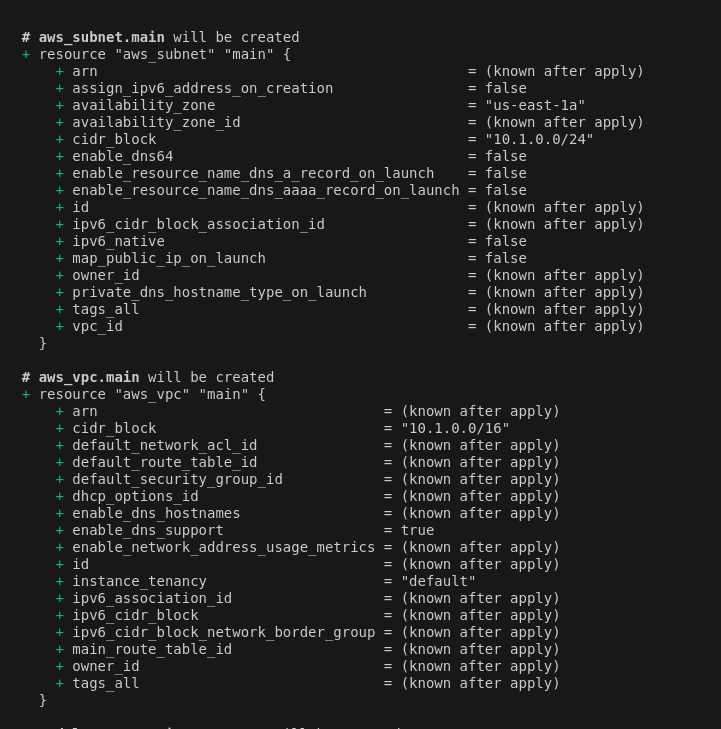 # aws_subnet.main will be created
+ resource "aws_subnet" "main" {
+ arn = (known after apply)
+ assign_ipv6_address_on_creation = false
+ availability_zone = "us-east-1a"
+ availability_zone_id = (known after apply)
+ cidr_block = "10.1.0.0/24"
+ enable_dns64 = false
+ enable_resource_name_dns_a_record_on_launch = false
+ enable_resource_name_dns_aaaa_record_on_launch = false
+ id = (known after apply)
+ ipv6_cidr_block_association_id = (known after apply)
+ ipv6_native = false
+ map_public_ip_on_launch = false
+ owner_id = (known after apply)
+ private_dns_hostname_type_on_launch = (known after apply)
+ tags_all = (known after apply)
+ vpc_id = (known after apply)
}
# aws_vpc.main will be created
+ resource "aws_vpc" "main" {
+ arn = (known after apply)
+ cidr_block = "10.1.0.0/16"
+ default_network_acl_id = (known after apply)
+ default_route_table_id = (known after apply)
+ default_security_group_id = (known after apply)
+ dhcp_options_id = (known after apply)
+ enable_dns_hostnames = (known after apply)
+ enable_dns_support = true
+ enable_network_address_usage_metrics = (known after apply)
+ id = (known after apply)
+ instance_tenancy = "default"
+ ipv6_association_id = (known after apply)
+ ipv6_cidr_block = (known after apply)
+ ipv6_cidr_block_network_border_group = (known after apply)
+ main_route_table_id = (known after apply)
+ owner_id = (known after apply)
+ tags_all = (known after apply)
}